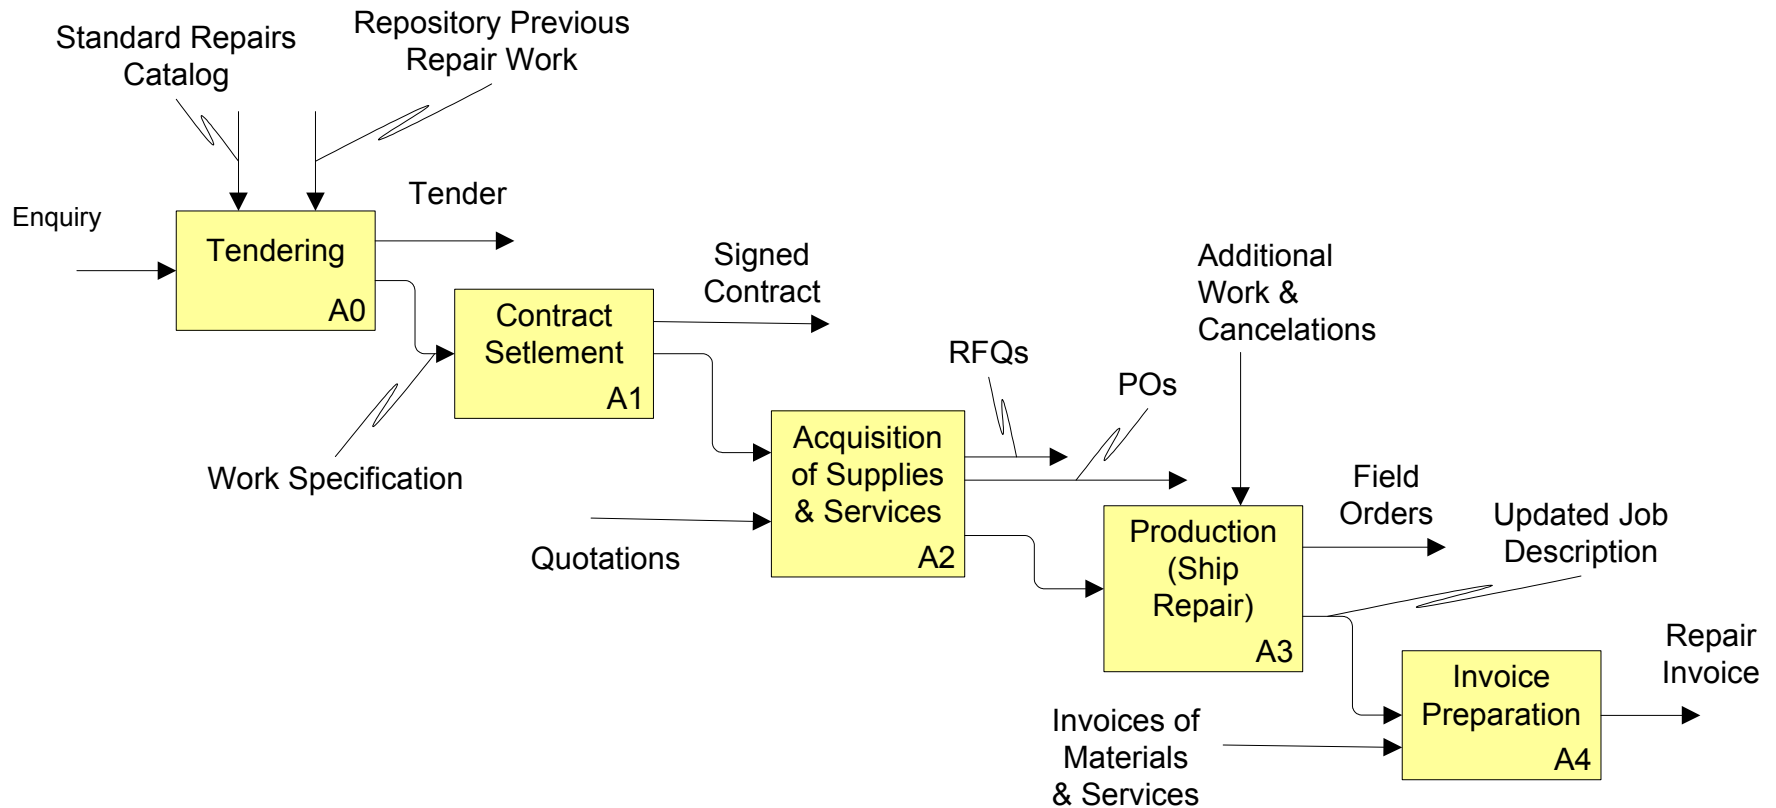 Standard Repairs
Catalog
Repository Previous
Repair Work
Enquiry
Tendering
A0
Tender
Work Specification
Contract
Setlement
A1
Signed
Contract
Quotations
Acquisition
of Supplies
& Services
A2
RFQs
POs
Additional
Work &
Cancelations
Production
(Ship
Repair)
A3
Field
Orders
Updated Job
Description
Invoices of
Materials
& Services
Invoice
Preparation
A4
Repair
Invoice